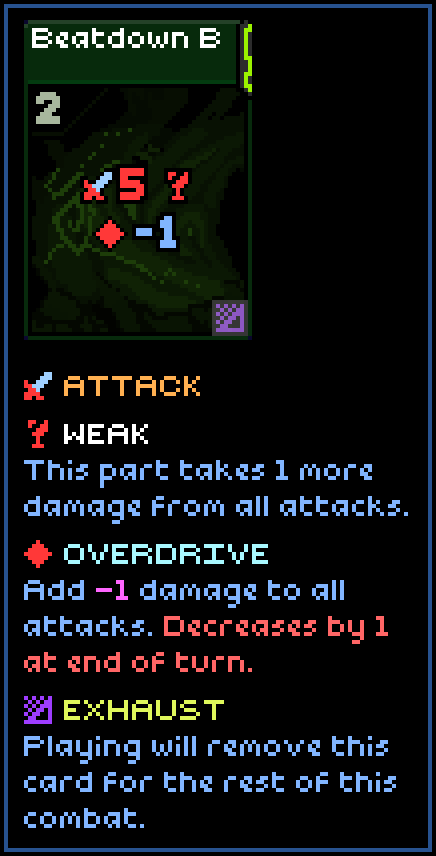 Beatdown B
2
5
-1
ATTACK
WEAK
This part takes 1 more
damage from all attacks.
OVERDRIVE
Add -1 damage to all
attacks. Decreases by 1
at end of turn.
EXHAUST
Playing will remove this
card for the rest of this
combat.